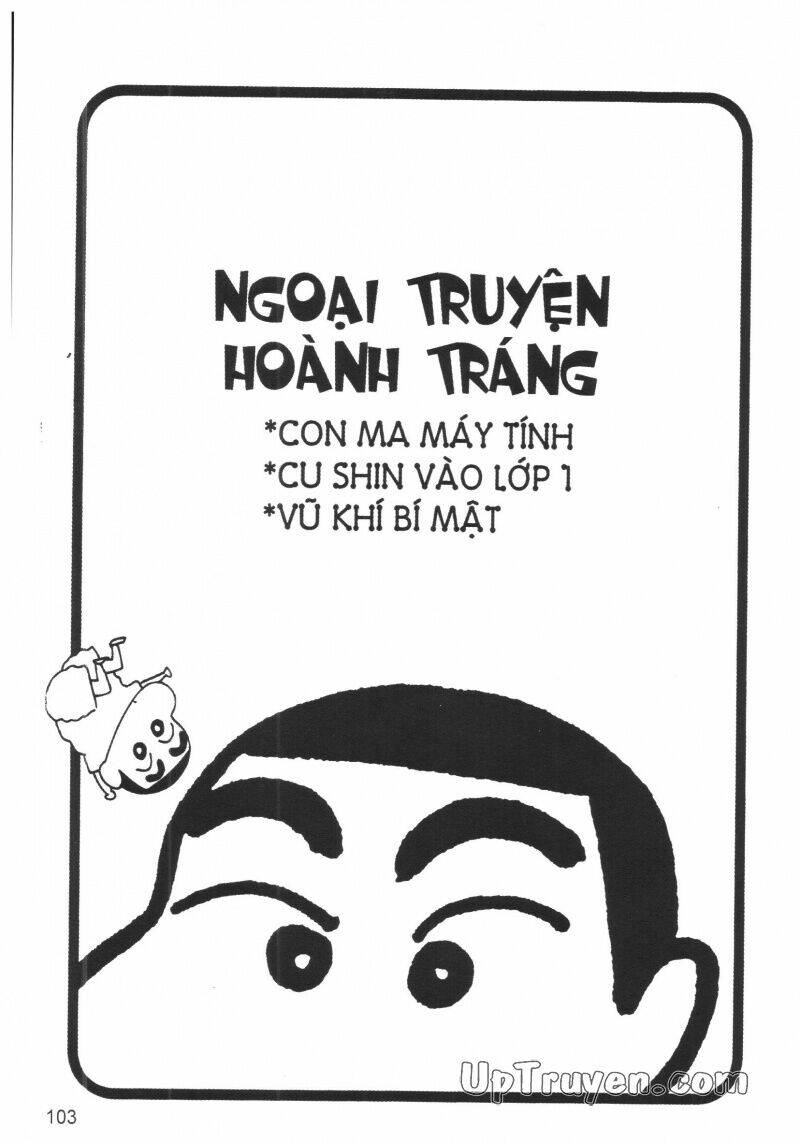 NGOẠI TRUYỆN
HOÀNH TRÁNG
*CON MA MÁY TÍNH
*CU SHIN VÀO LỚP 1
*VŨ KHÍ BÍ MẬT
UpTruyen.com
103